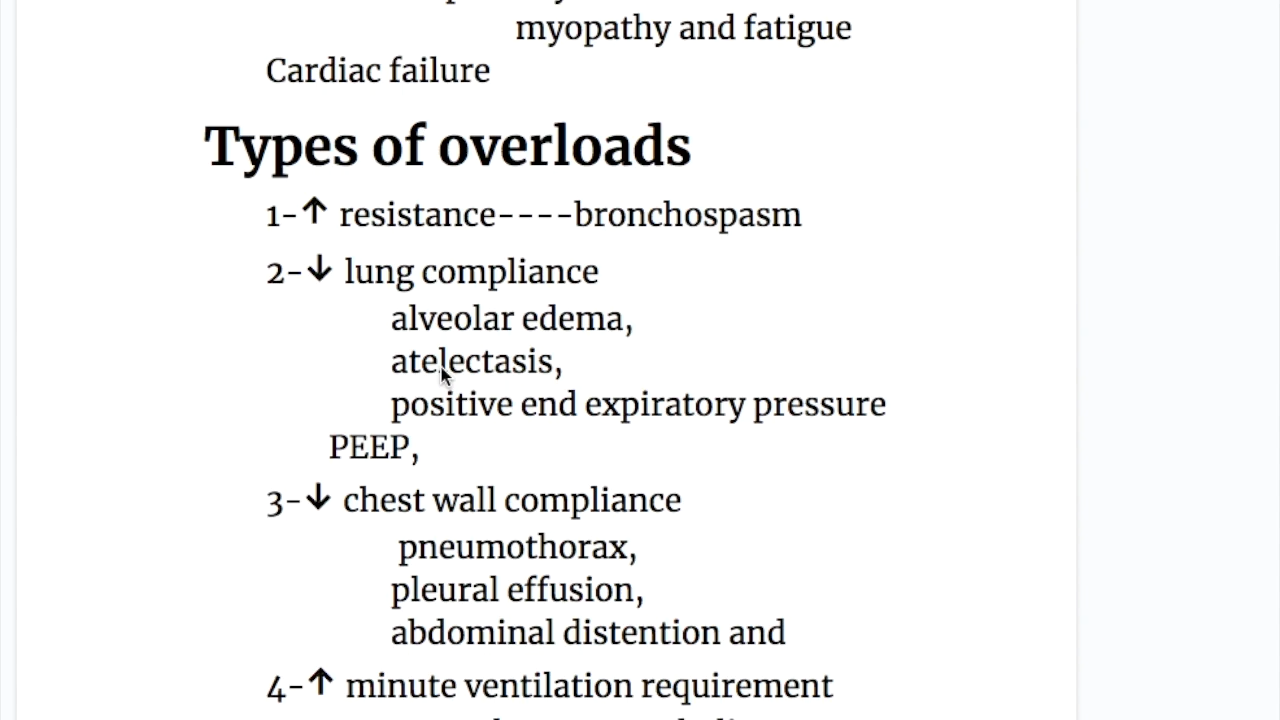 myopathy and fatigue
Cardiac failure
Types of overloads
1-↑ resistance----bronchospasm
2-↓ lung compliance
alveolar edema,
atelectasis,
positive end expiratory pressure
PEEP,
3-↓ chest wall compliance
pneumothorax,
pleural effusion,
abdominal distention and
4-↑ minute ventilation requirement